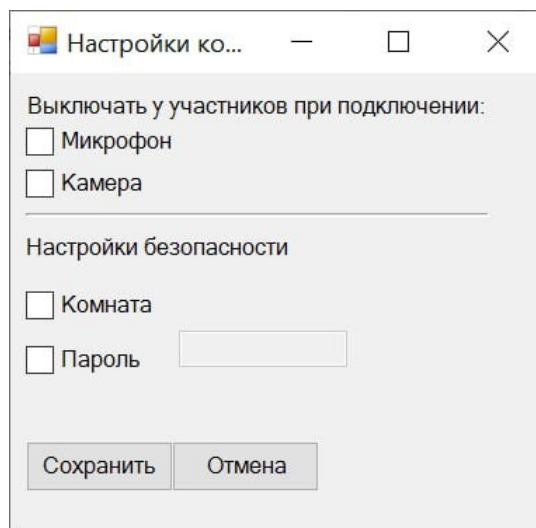 Настройки ко...
Выключать у участников при подключении:
Микрофон
Камера
Настройки безопасности
Комната
Пароль
Сохранить Отмена